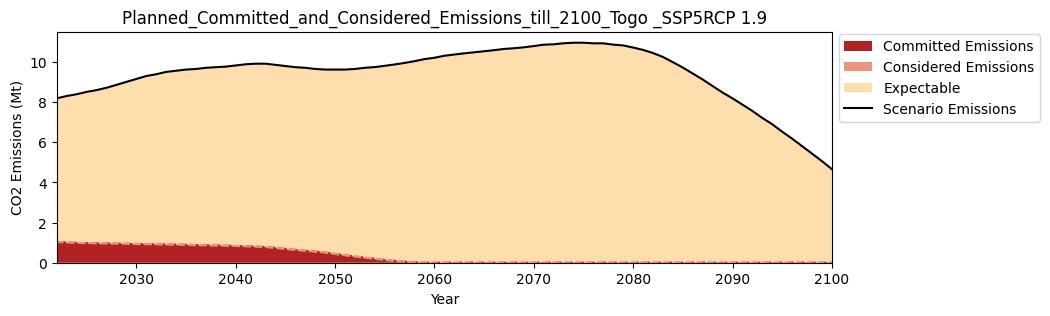 Planned_Committed_and_Considered_Emissions_till_2100_Togo _SSP5RCP 1.9
CO2 Emissions (Mt)
10
8
6
4
2
0
2030 2040 2050 2060 2070 2080 2090 2100
Year
Committed Emissions
Considered Emissions
Expectable
Scenario Emissions